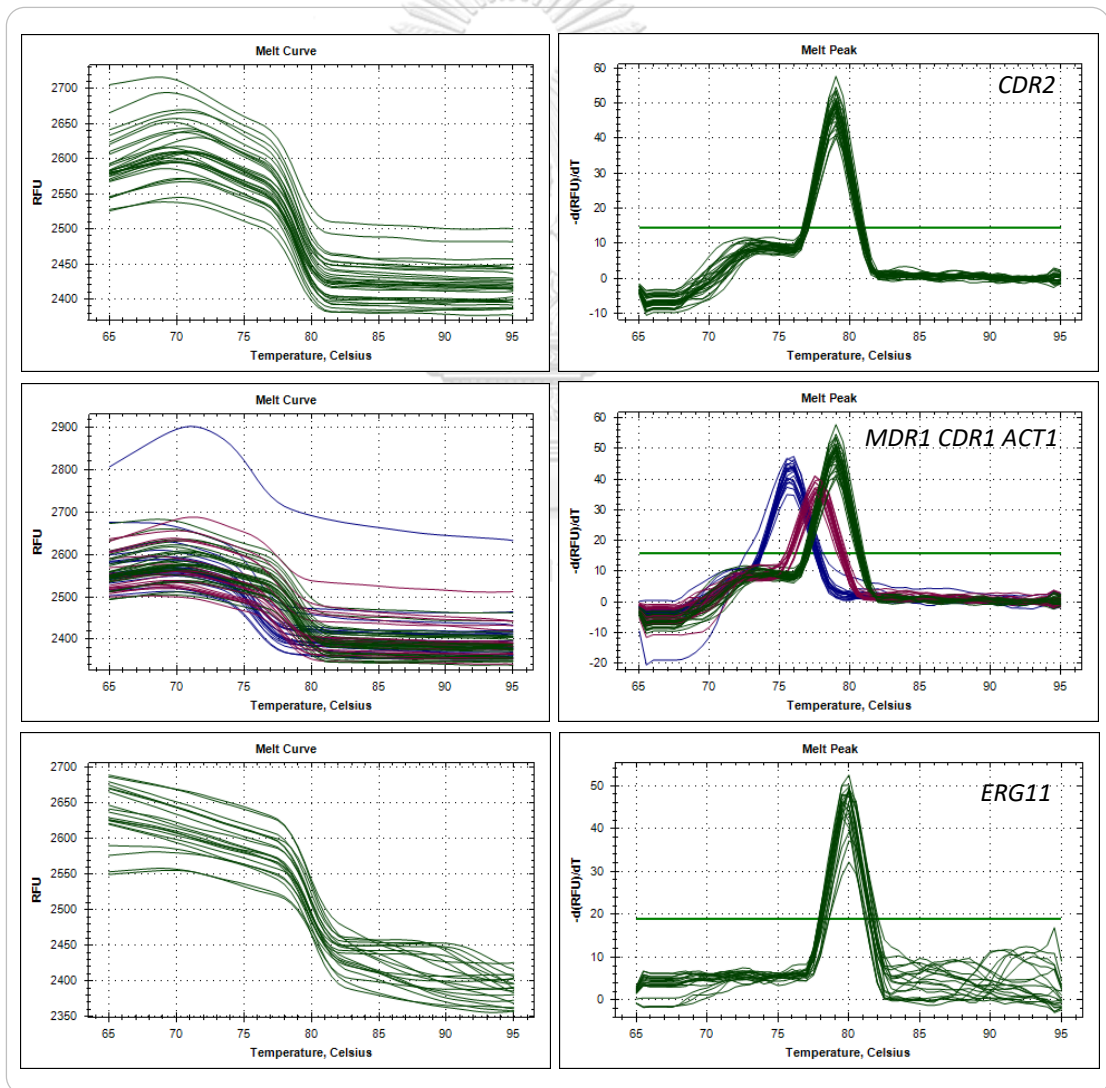 Melt Curve
2700
2650
2600
2550
2500
2450
2400
RFU
65 70 75 80 85 90 95
Temperature, Celsius
Melt Peak
CDR2
60
50
40
30
20
10
0
-10
-d(RFU)/dT
65 70 75 80 85 90 95
Temperature, Celsius
Melt Curve
2900
2800
2700
2600
2500
2400
RFU
65 70 75 80 85 90 95
Temperature, Celsius
Melt Peak
MDR1 CDR1 ACT1
60
50
40
30
20
10
0
-10
-20
-d(RFU)/dT
65 70 75 80 85 90 95
Temperature, Celsius
Melt Curve
2700
2650
2600
2550
2500
2450
2400
2350
RFU
65 70 75 80 85 90 95
Temperature, Celsius
Melt Peak
ERG11
50
40
30
20
10
0
-d(RFU)/dT
65 70 75 80 85 90 95
Temperature, Celsius